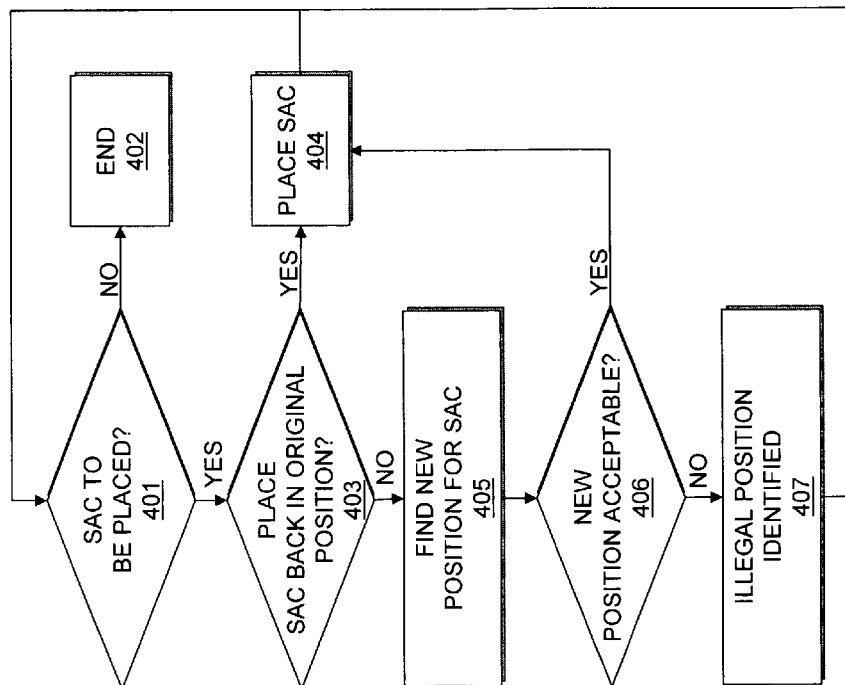 SAC TO
BE PLACED?
401
NO
END
402
YES
PLACE
SAC BACK IN ORIGINAL
POSITION?
403
YES
PLACE SAC
404
NO
FIND NEW
POSITION FOR SAC
405
NEW
POSITION ACCEPTABLE?
406
YES
NO
ILLEGAL POSITION
IDENTIFIED
407